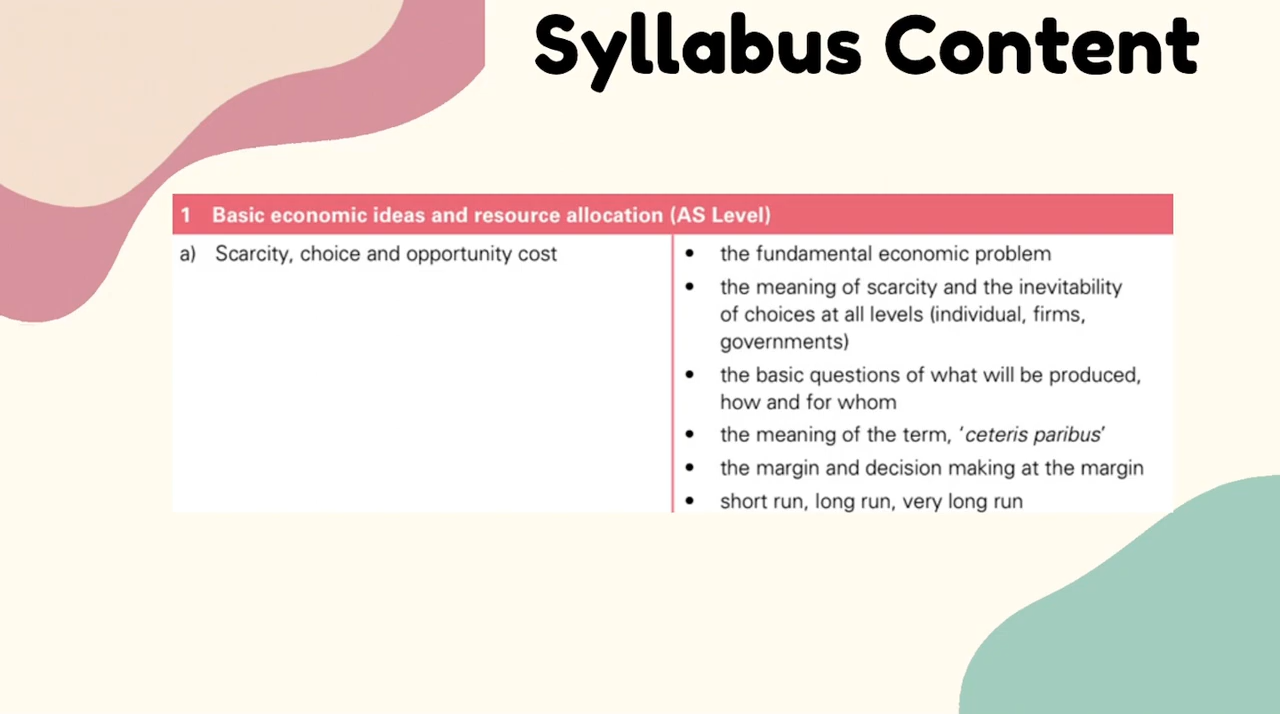 Syllabus Content
1 Basic economic ideas and resource allocation (AS Level)
a) Scarcity, choice and opportunity cost
• the fundamental economic problem
• the meaning of scarcity and the inevitability
of choices at all levels (individual, firms,
governments)
• the basic questions of what will be produced,
how and for whom
• the meaning of the term, ‘ceteris paribus’
• the margin and decision making at the margin
• short run, long run, very long run